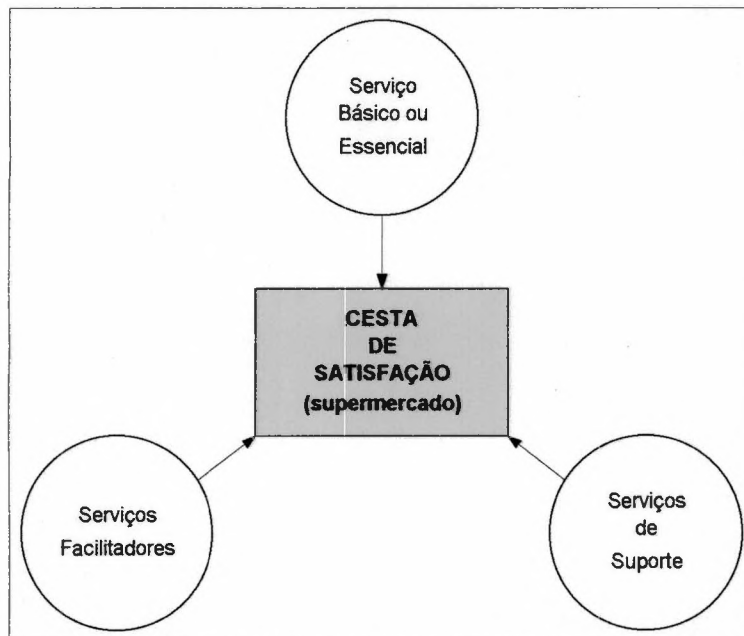 Serviço
Básico ou
Essencial
CESTA
DE
SATISFAÇÃO
(supermercado)
Serviços
Facilitadores
Serviços
de
Suporte